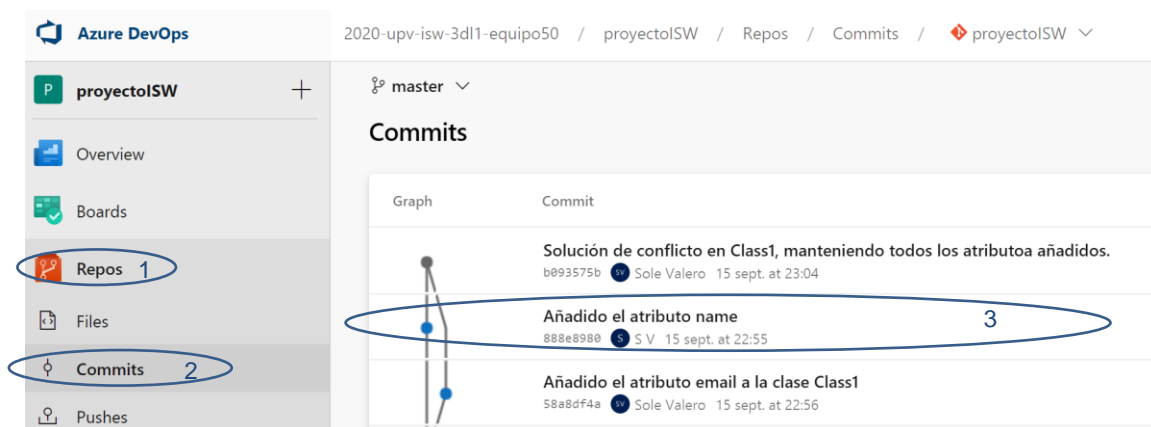 Azure DevOps
2020-upv-isw-3dl1-equipo50 / proyectoISW / Repos / Commits / proyectoISW
P proyectoISW
master
Commits
Overview
Graph Commit
Boards
Solución de conflicto en Class1, manteniendo todos los atributoa añadidos.
b093575b SV Sole Valero 15 sept. at 23:04
Repos 1
Files
Añadido el atributo name 3
888e8980 S S V 15 sept. at 22:55
Commits 2
Añadido el atributo email a la clase Class1
58a8df4a SV Sole Valero 15 sept. at 22:56
Pushes